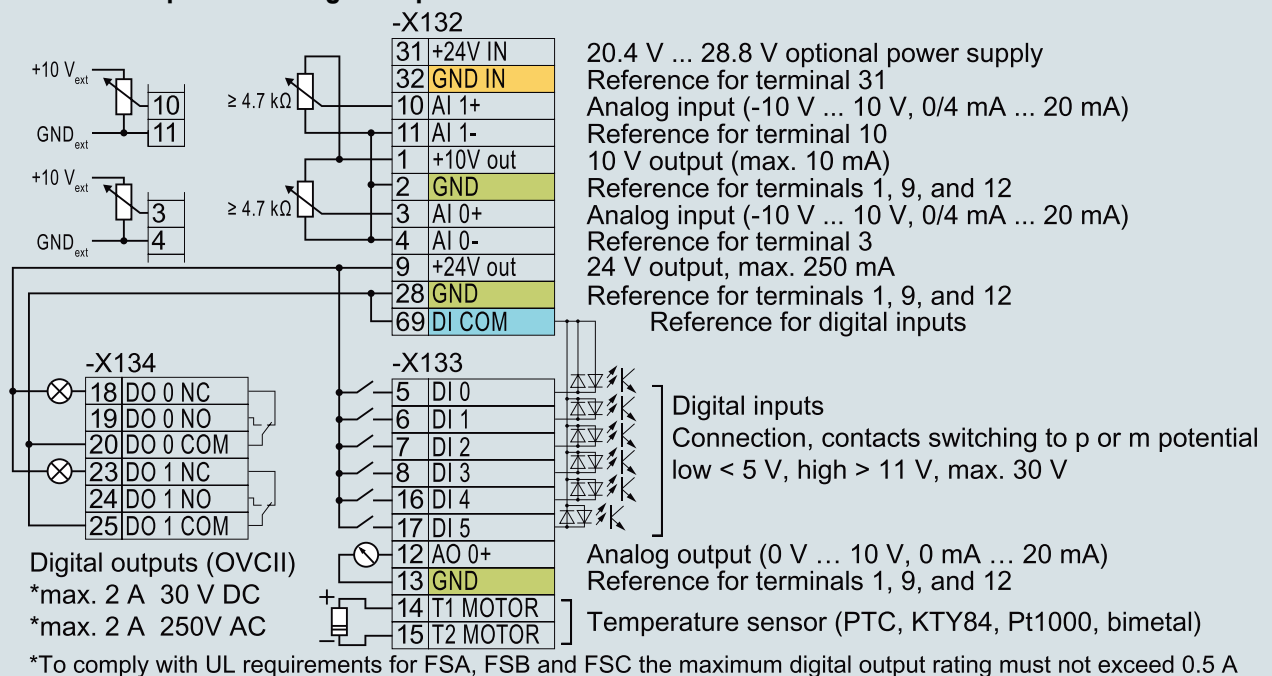 -X132
31 +24V IN 20.4 V ... 28.8 V optional power supply
32 GND IN Reference for terminal 31
10 AI 1+ Analog input (-10 V ... 10 V, 0/4 mA ... 20 mA)
11 AI 1- Reference for terminal 10
1 +10V out 10 V output (max. 10 mA)
2 GND Reference for terminals 1, 9, and 12
3 AI 0+ Analog input (-10 V ... 10 V, 0/4 mA ... 20 mA)
4 AI 0- Reference for terminal 3
9 +24V out 24 V output, max. 250 mA
28 GND Reference for terminals 1, 9, and 12
69 DI COM Reference for digital inputs
+10 Vext
10
GNDext 11
≥ 4.7 kΩ
+10 Vext
3
GNDext 4
≥ 4.7 kΩ
-X134
18 DO 0 NC
19 DO 0 NO
20 DO 0 COM
23 DO 1 NC
24 DO 1 NO
25 DO 1 COM
Digital outputs (OVCII)
*max. 2 A 30 V DC
*max. 2 A 250V AC
-X133
5 DI 0
6 DI 1
7 DI 2
8 DI 3
16 DI 4
17 DI 5
Digital inputs
Connection, contacts switching to p or m potential
low < 5 V, high > 11 V, max. 30 V
12 AO 0+ Analog output (0 V … 10 V, 0 mA … 20 mA)
13 GND Reference for terminals 1, 9, and 12
+ 14 T1 MOTOR
− 15 T2 MOTOR
Temperature sensor (PTC, KTY84, Pt1000, bimetal)
*To comply with UL requirements for FSA, FSB and FSC the maximum digital output rating must not exceed 0.5 A